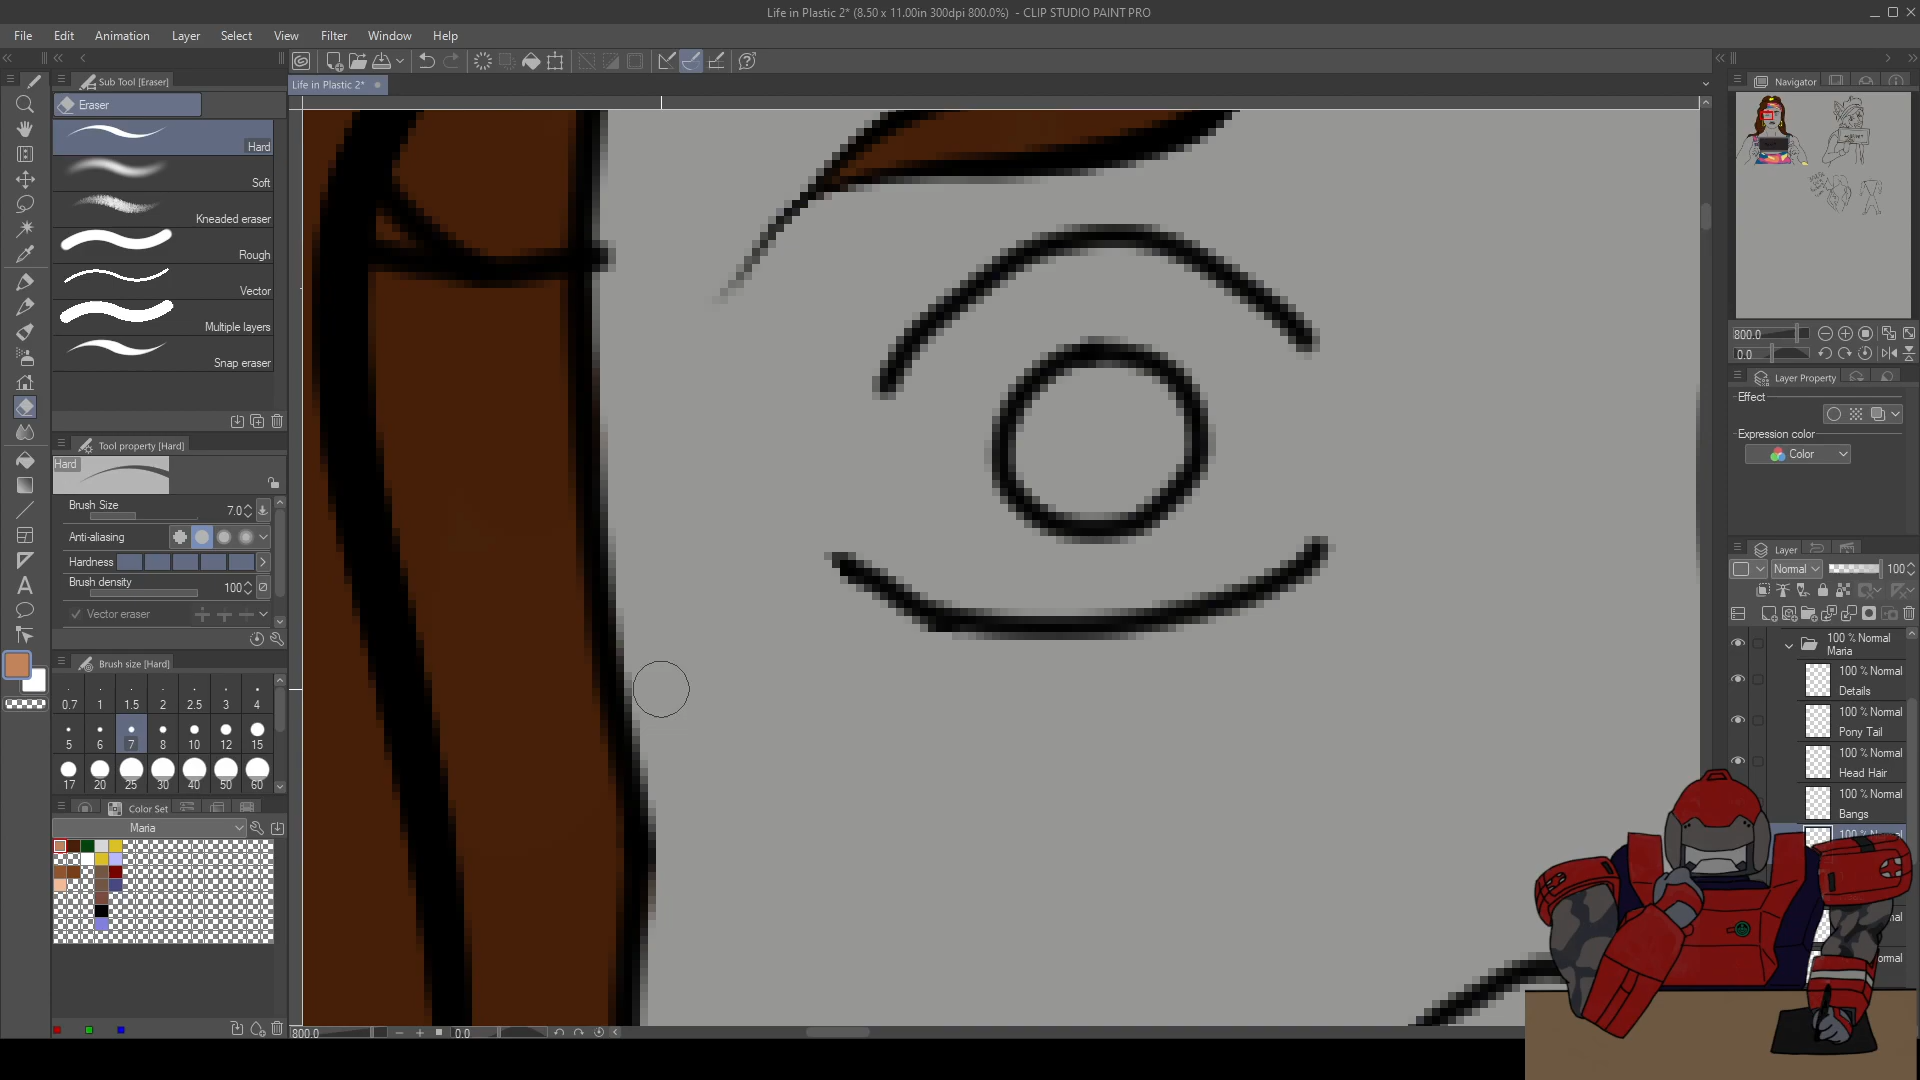 Life in Plastic 2* (8.50 x 11.00in 300dpi 800.0%) - CLIP STUDIO PAINT PRO
File Edit Animation Layer Select View Filter Window Help
Sub Tool [Eraser]
Life in Plastic 2*
Navigator
Eraser
Hard
Soft
Kneaded eraser
Rough
Vector
Multiple layers
Snap eraser
Tool property [Hard]
Hard
Brush Size 7.0
Anti-aliasing
Hardness
Brush density 100
Vector eraser
Brush size [Hard]
0.7 1 1.5 2 2.5 3 4
5 6 7 8 10 12 15
17 20 25 30 40 50 60
Color Set
Maria
800.0 0.0
800.0
0.0
Layer Property
Effect
Expression color
Color
Layer
Normal 100
100 % Normal
Maria
100 % Normal
Details
100 % Normal
Pony Tail
100 % Normal
Head Hair
100 % Normal
Bangs
100 % Normal